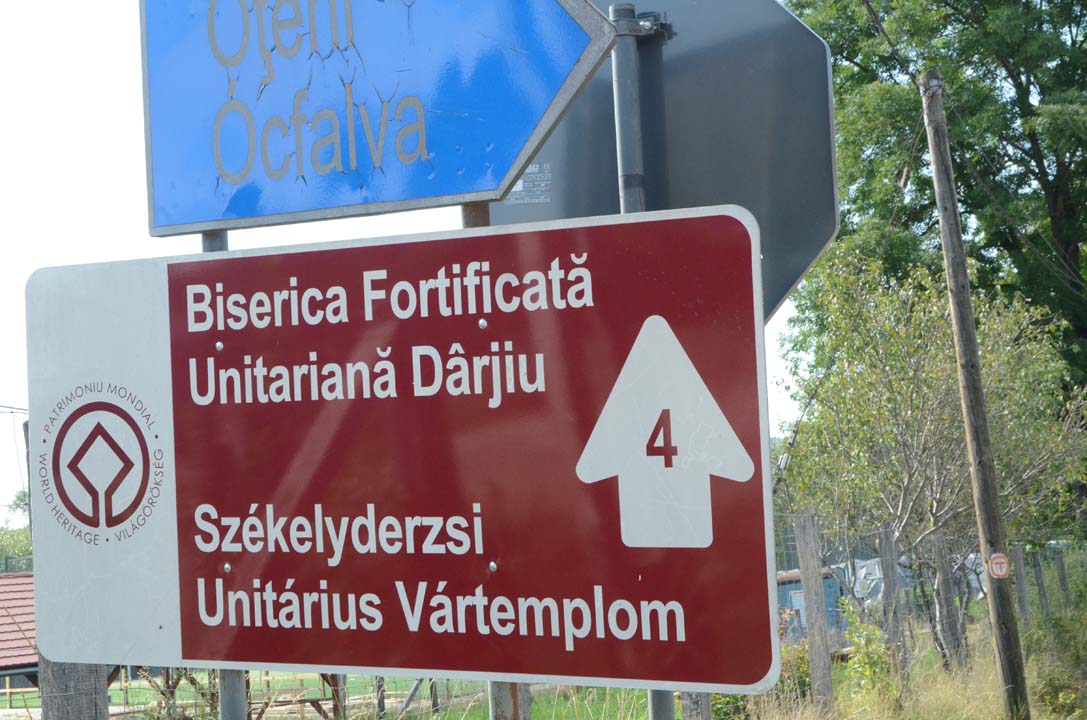 Oțeni
Ócfalva
Biserica Fortificată
Unitariană Dârjiu
4
PATRIMONIU MONDIAL • WORLD HERITAGE • VILÁGÖRÖKSÉG •
Székelyderzsi
Unitárius Vártemplom